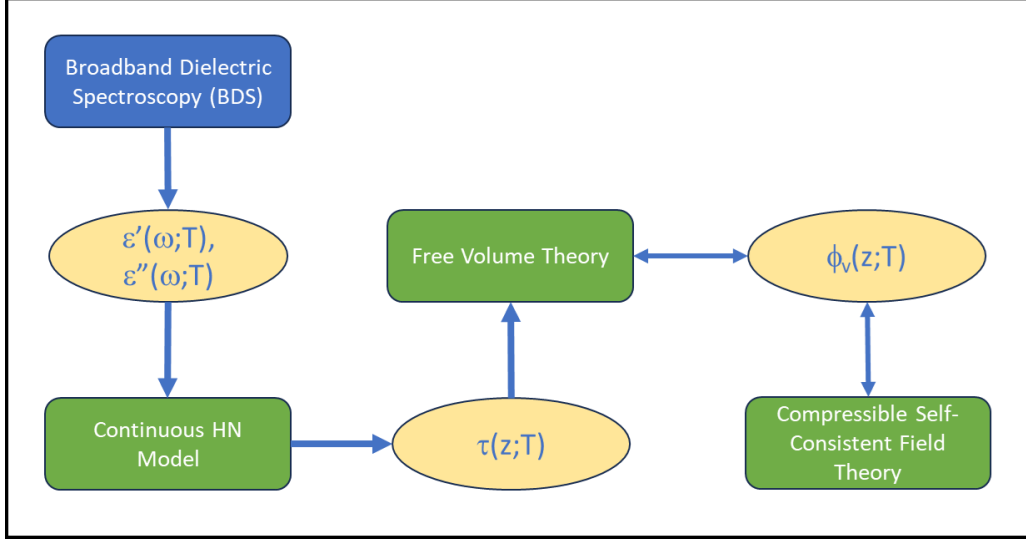 Broadband Dielectric
Spectroscopy (BDS)
ε'(ω;T),
ε"(ω;T)
Free Volume Theory
ϕᵥ(z;T)
Continuous HN
Model
τ(z;T)
Compressible Self-
Consistent Field
Theory